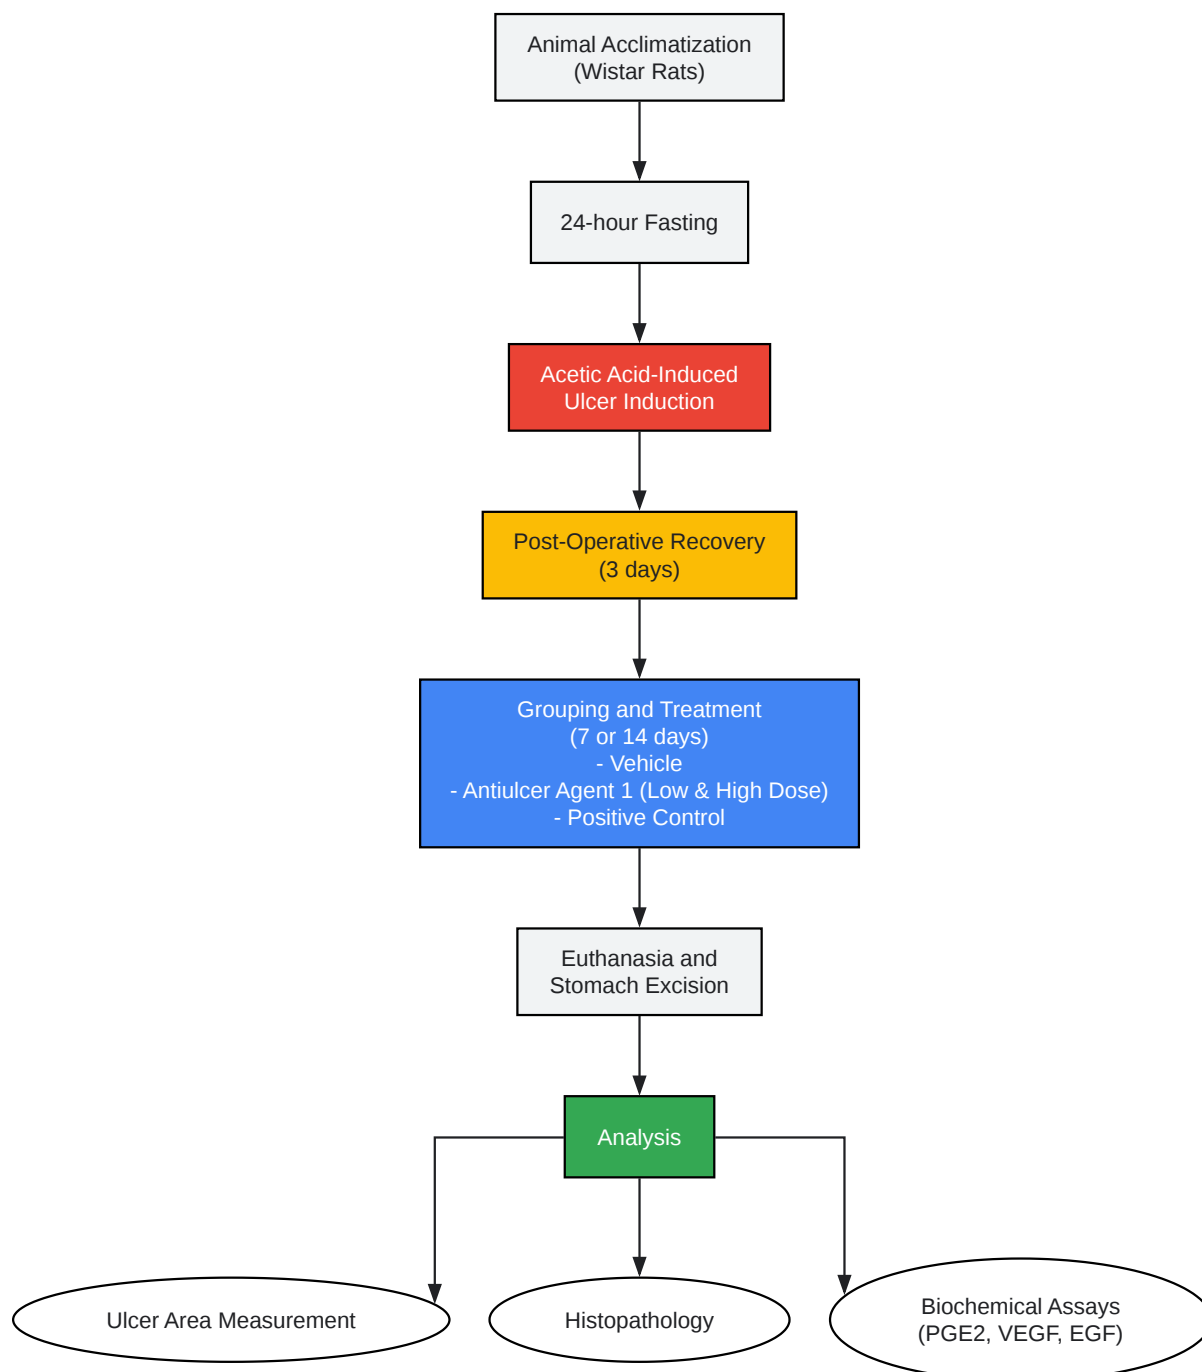 Animal Acclimatization
(Wistar Rats)
24-hour Fasting
Acetic Acid-Induced
Ulcer Induction
Post-Operative Recovery
(3 days)
Grouping and Treatment
(7 or 14 days)
- Vehicle
- Antiulcer Agent 1 (Low & High Dose)
- Positive Control
Euthanasia and
Stomach Excision
Analysis
Ulcer Area Measurement
Histopathology
Biochemical Assays
(PGE2, VEGF, EGF)